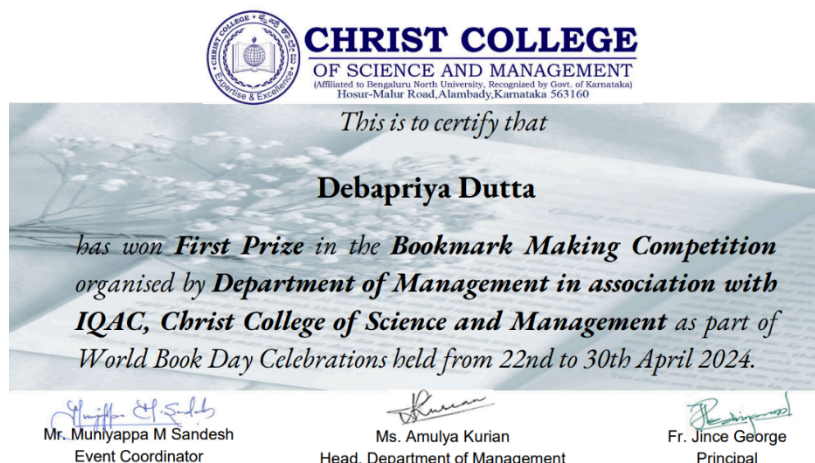 CHRIST COLLEGE
OF SCIENCE AND MANAGEMENT
(Affiliated to Bengaluru North University, Recognized by Govt. of Karnataka)
Hosur-Malur Road,Alambady,Karnataka 563160
Expertise & Excellence
This is to certify that
Debapriya Dutta
has won First Prize in the Bookmark Making Competition
organised by Department of Management in association with
IQAC, Christ College of Science and Management as part of
World Book Day Celebrations held from 22nd to 30th April 2024.
Mr. Muniyappa M Sandesh
Event Coordinator
Ms. Amulya Kurian
Head, Department of Management
Fr. Jince George
Principal